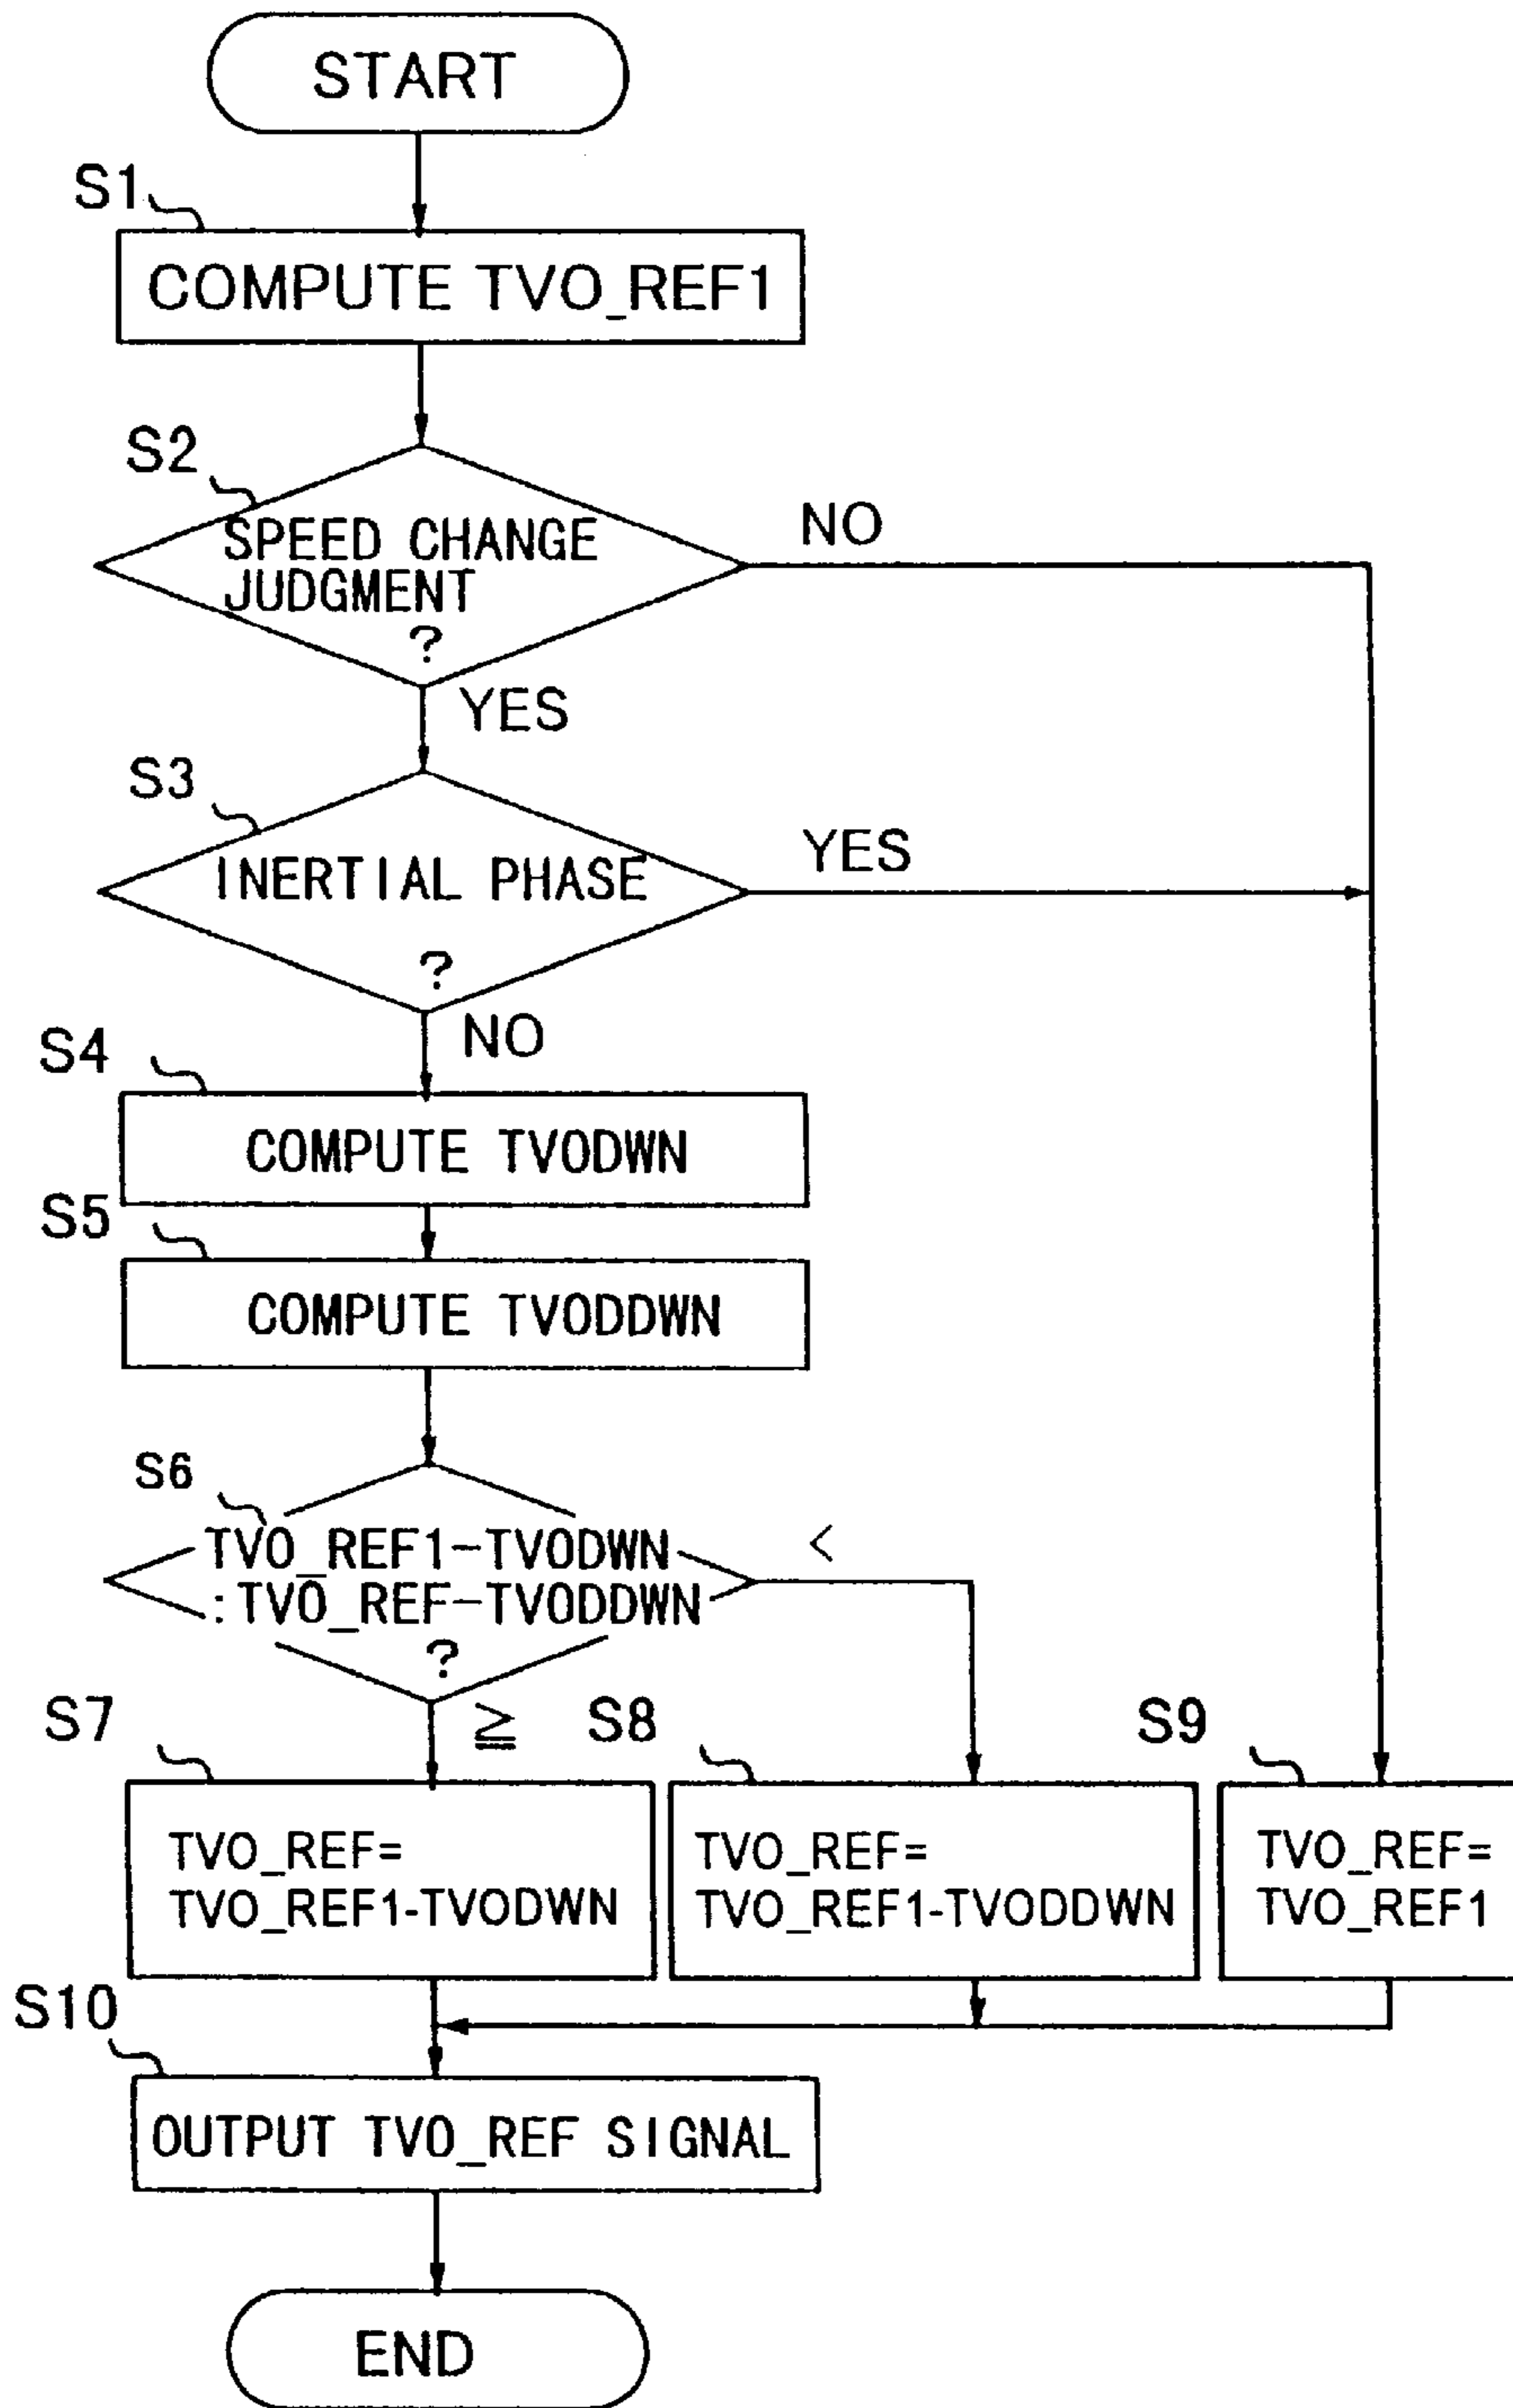 START
S1
COMPUTE TVO_REF1
S2
SPEED CHANGE
JUDGMENT
?
NO
YES
S3
INERTIAL PHASE
?
YES
NO
S4
COMPUTE TVODWN
S5
COMPUTE TVODDWN
S6
TVO_REF1-TVODWN
:TVO_REF-TVODDWN
?
<
≧
S7
TVO_REF=
TVO_REF1-TVODWN
S8
TVO_REF=
TVO_REF1-TVODDWN
S9
TVO_REF=
TVO_REF1
S10
OUTPUT TVO_REF SIGNAL
END